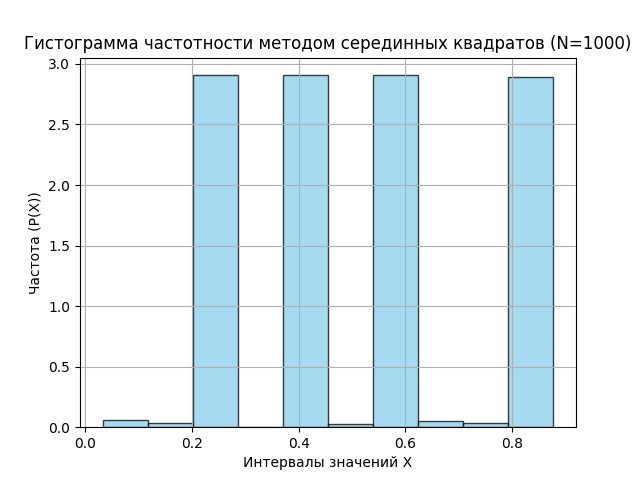 Гистограмма частотности методом серединных квадратов (N=1000)
3.0
2.5
2.0
1.5
1.0
0.5
0.0
Частота (P(X))
0.0 0.2 0.4 0.6 0.8
Интервалы значений X